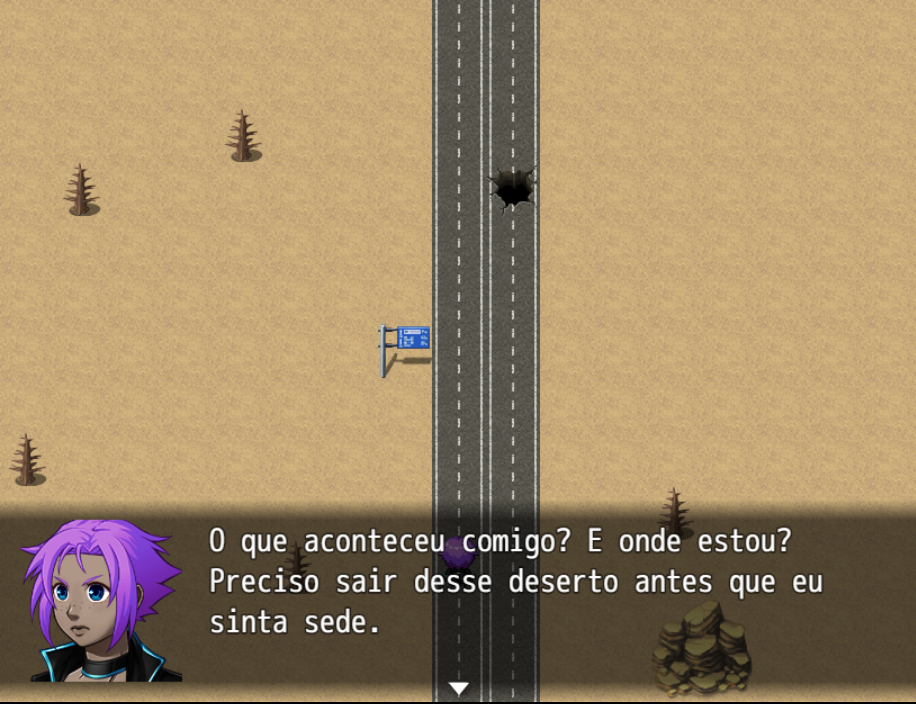 O que aconteceu comigo? E onde estou?
Preciso sair desse deserto antes que eu
sinta sede.